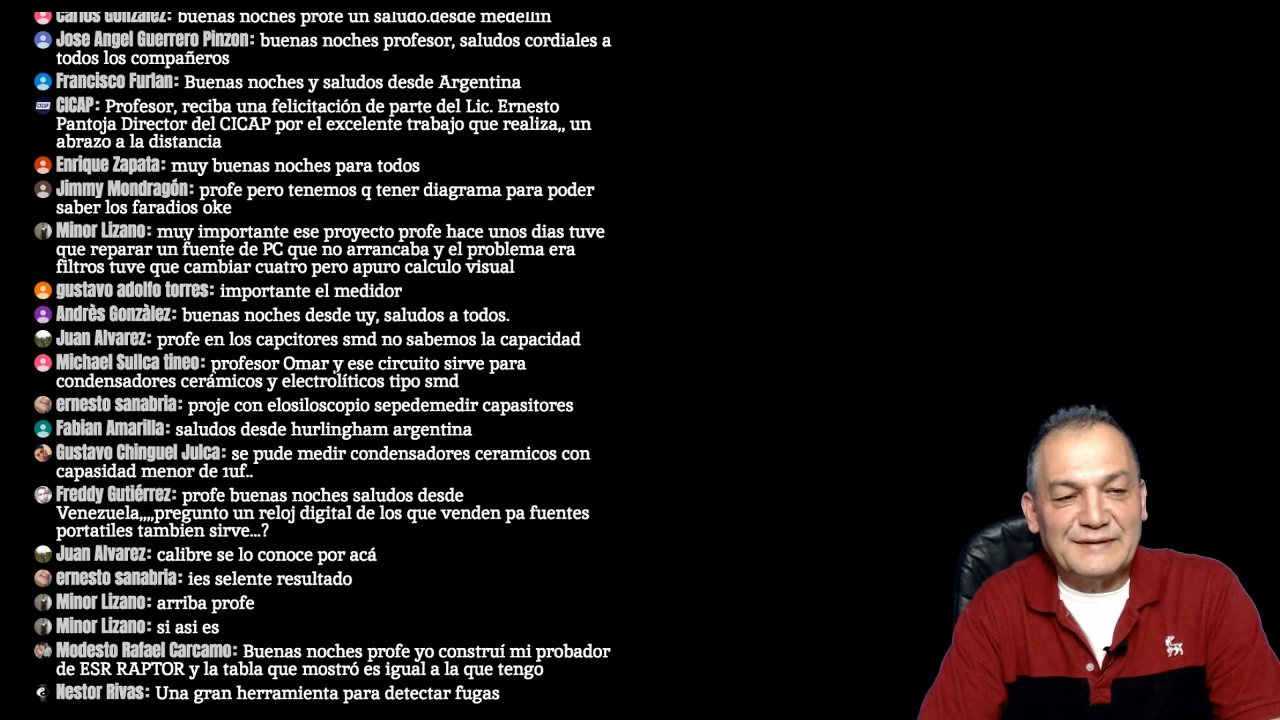 Carlos González: buenas noches profe un saludo.desde medellin
Jose Angel Guerrero Pinzon: buenas noches profesor, saludos cordiales a
todos los compañeros
Francisco Furlan: Buenas noches y saludos desde Argentina
CICAP CICAP: Profesor, reciba una felicitación de parte del Lic. Ernesto
Pantoja Director del CICAP por el excelente trabajo que realiza,, un
abrazo a la distancia
Enrique Zapata: muy buenas noches para todos
Jimmy Mondragón: profe pero tenemos q tener diagrama para poder
saber los faradios oke
Minor Lizano: muy importante ese proyecto profe hace unos dias tuve
que reparar un fuente de PC que no arrancaba y el problema era
filtros tuve que cambiar cuatro pero apuro calculo visual
gustavo adolfo torres: importante el medidor
Andrès Gonzàlez: buenas noches desde uy, saludos a todos.
Juan Alvarez: profe en los capcitores smd no sabemos la capacidad
Michael Sullca tineo: profesor Omar y ese circuito sirve para
condensadores cerámicos y electrolíticos tipo smd
ernesto sanabria: proje con elosiloscopio sepedemedir capasitores
Fabian Amarilla: saludos desde hurlingham argentina
Gustavo Chinguel Julca: se pude medir condensadores ceramicos con
capasidad menor de 1uf..
Freddy Gutiérrez: profe buenas noches saludos desde
Venezuela,,,,pregunto un reloj digital de los que venden pa fuentes
portatiles tambien sirve...?
Juan Alvarez: calibre se lo conoce por acá
ernesto sanabria: ies selente resultado
Minor Lizano: arriba profe
Minor Lizano: si asi es
Modesto Rafael Carcamo: Buenas noches profe yo construí mi probador
de ESR RAPTOR y la tabla que mostró es igual a la que tengo
Nestor Rivas: Una gran herramienta para detectar fugas